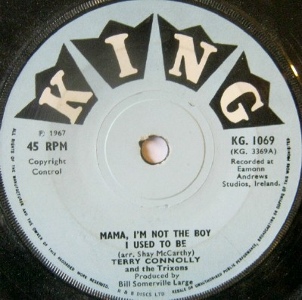 KING
P. 1967
45 RPM
Copyright
Control
KG. 1069
(KG. 3369A)
Recorded at
Eamonn
Andrews
Studios, Ireland.
MAMA, I'M NOT THE BOY
I USED TO BE
(arr. Shay McCarthy)
TERRY CONNOLLY
and the Trixons
Produced by
Bill Somerville Large